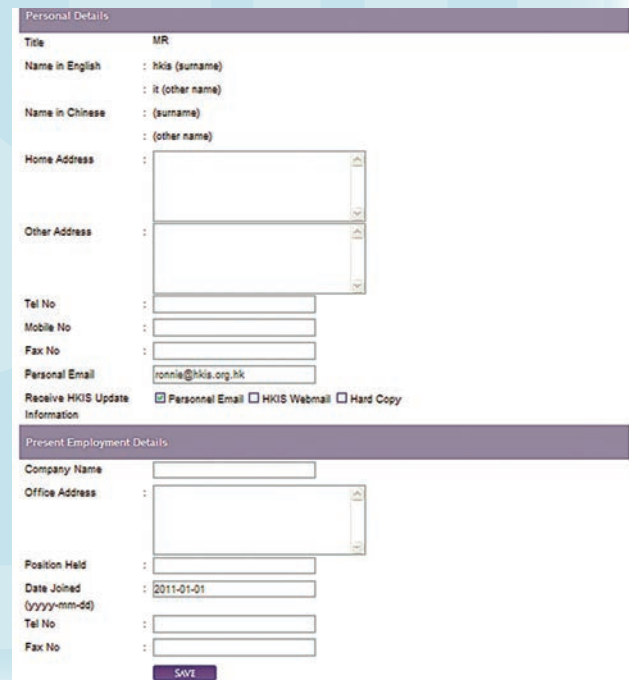 Personal Details
Title MR
Name in English : hkis (surname)
: it (other name)
Name in Chinese : (surname)
: (other name)
Home Address :
Other Address :
Tel No :
Mobile No :
Fax No :
Personal Email ronnie@hkis.org.hk
Receive HKIS Update Personnel Email HKIS Webmail Hard Copy
Information
Present Employment Details
Company Name
Office Address :
Position Held :
Date Joined : 2011-01-01
(yyyy-mm-dd)
Tel No :
Fax No :
SAVE